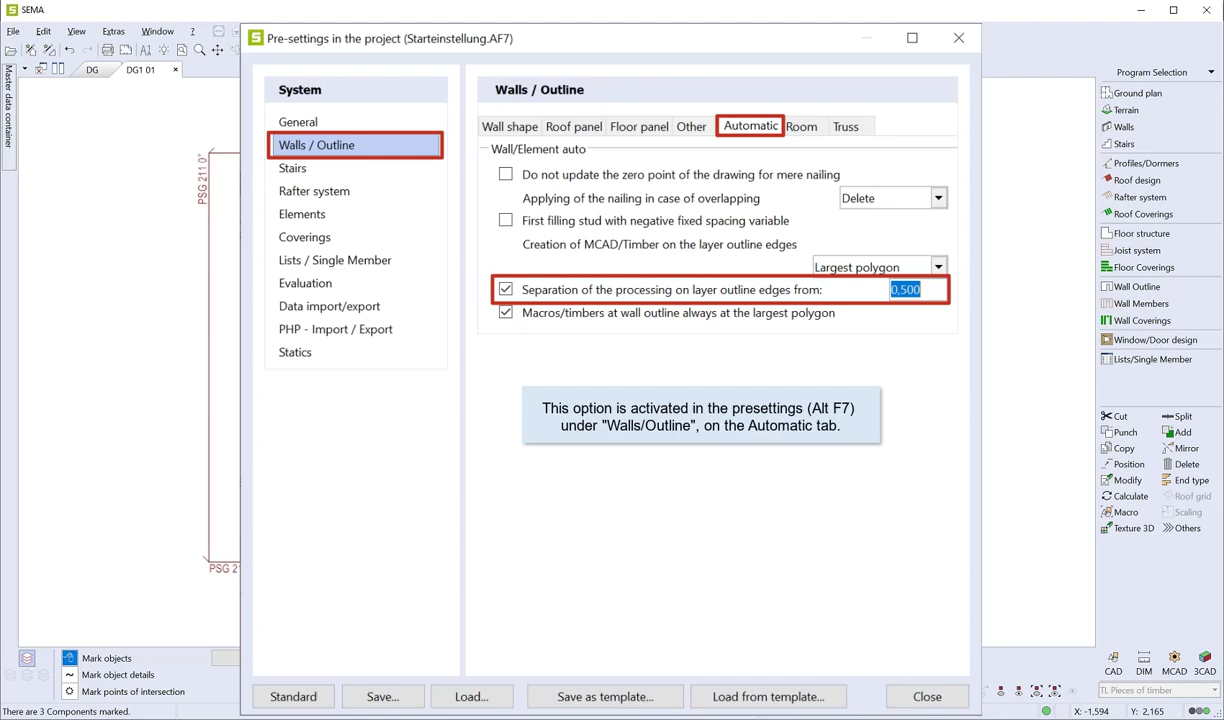 SEMA
File Edit View Extras Window ?
DG
DG1 01
Master data container
PSG 211 0°
PSG 2
Pre-settings in the project (Starteinstellung.AF7)
System
General
Walls / Outline
Stairs
Rafter system
Elements
Coverings
Lists / Single Member
Evaluation
Data import/export
PHP - Import / Export
Statics
Walls / Outline
Wall shape Roof panel Floor panel Other Automatic Room Truss
Wall/Element auto
Do not update the zero point of the drawing for mere nailing
Applying of the nailing in case of overlapping Delete
First filling stud with negative fixed spacing variable
Creation of MCAD/Timber on the layer outline edges
Largest polygon
Separation of the processing on layer outline edges from: 0,500
Macros/timbers at wall outline always at the largest polygon
This option is activated in the presettings (Alt F7)
under "Walls/Outline", on the Automatic tab.
Standard Save... Load... Save as template... Load from template... Close
Program Selection
Ground plan
Terrain
Walls
Stairs
Profiles/Dormers
Roof design
Rafter system
Roof Coverings
Floor structure
Joist system
Floor Coverings
Wall Outline
Wall Members
Wall Coverings
Window/Door design
Lists/Single Member
Cut Split
Punch Add
Copy Mirror
Position Delete
Modify End type
Calculate Roof grid
Macro Scaling
Texture 3D Others
CAD DIM MCAD 3CAD
TL Pieces of timber
Mark objects
Mark object details
Mark points of intersection
There are 3 Components marked.
X: -1,594 Y: 2,165